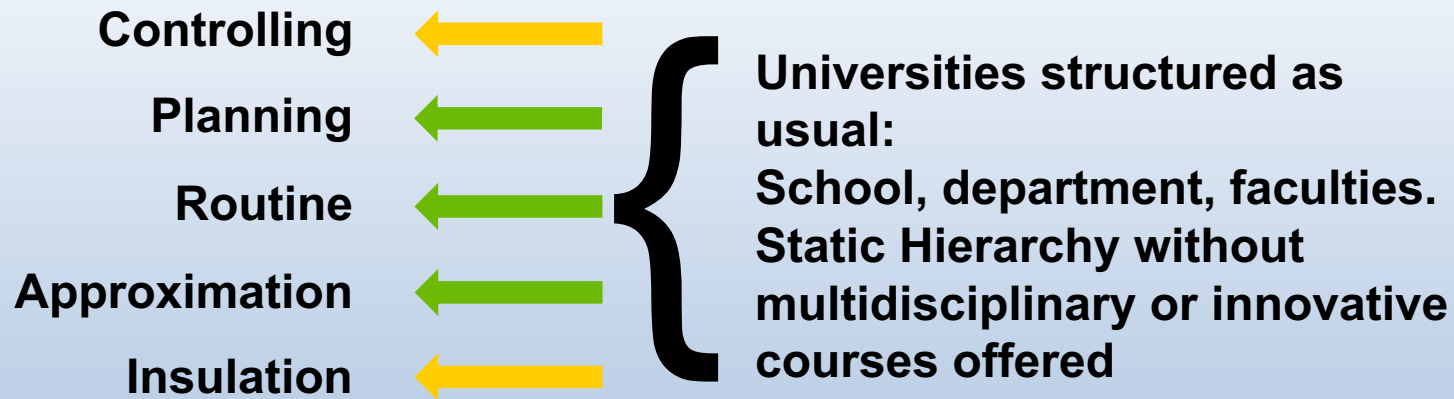 Controlling
Planning
Routine
Approximation
Insulation
Universities structured as
usual:
School, department, faculties.
Static Hierarchy without
multidisciplinary or innovative
courses offered